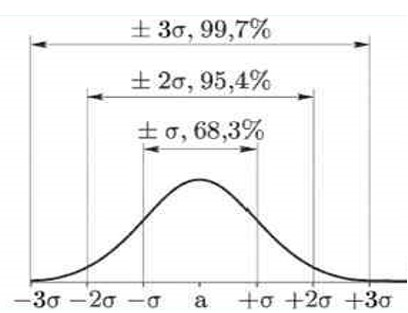 ± 3σ, 99,7%
± 2σ, 95,4%
± σ, 68,3%
−3σ −2σ −σ a +σ +2σ +3σ